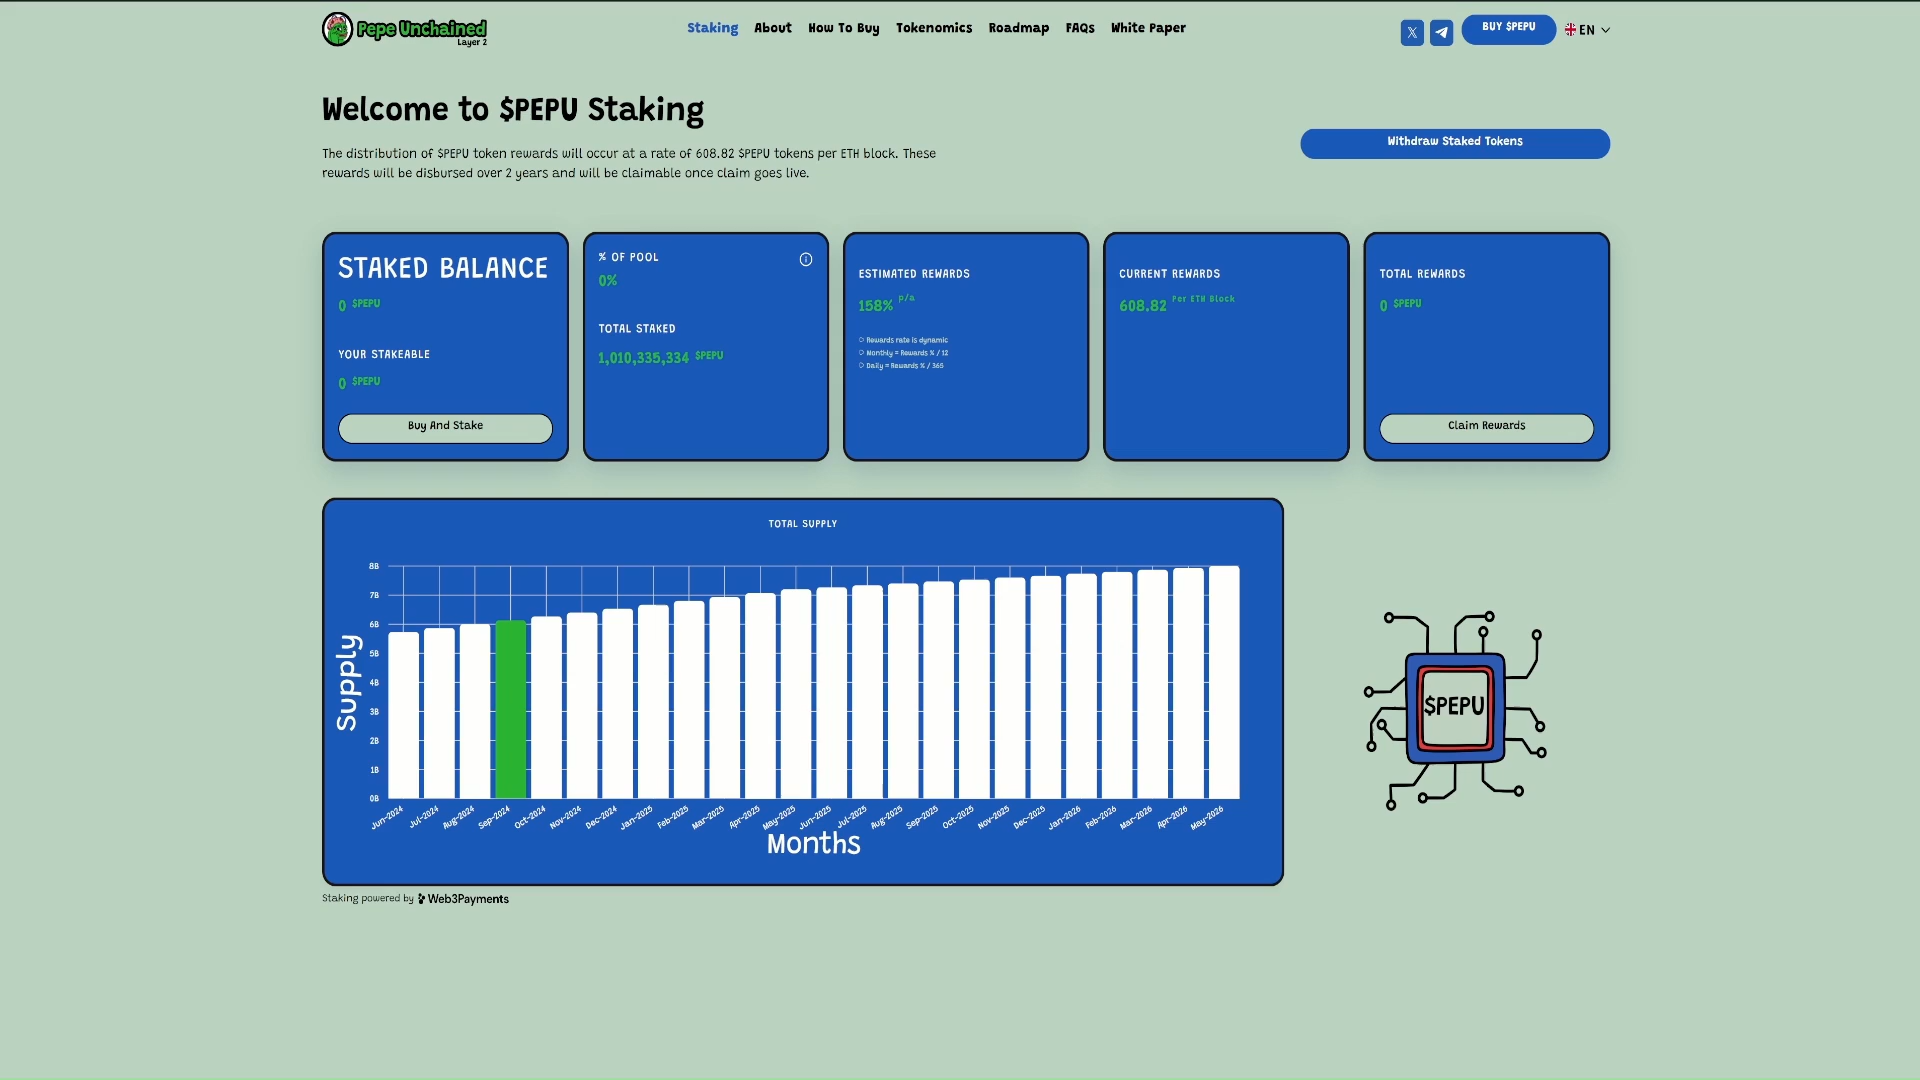 Pepe Unchained
Layer 2
Staking About How To Buy Tokenomics Roadmap FAQs White Paper
X
BUY $PEPU
EN
Welcome to $PEPU Staking
The distribution of $PEPU token rewards will occur at a rate of 608.82 $PEPU tokens per ETH block. These
rewards will be disbursed over 2 years and will be claimable once claim goes live.
Withdraw Staked Tokens
STAKED BALANCE
0 $PEPU
YOUR STAKEABLE
0 $PEPU
Buy And Stake
% OF POOL
0%
TOTAL STAKED
1,010,335,334 $PEPU
ESTIMATED REWARDS
158% p/a
Rewards rate is dynamic
Monthly = Rewards % / 12
Daily = Rewards % / 365
CURRENT REWARDS
608.82 Per ETH Block
TOTAL REWARDS
0 $PEPU
Claim Rewards
TOTAL SUPPLY
Supply
8B
7B
6B
5B
4B
3B
2B
1B
0B
Jun-2024 Jul-2024 Aug-2024 Sep-2024 Oct-2024 Nov-2024 Dec-2024 Jan-2025 Feb-2025 Mar-2025 Apr-2025 May-2025 Jun-2025 Jul-2025 Aug-2025 Sep-2025 Oct-2025 Nov-2025 Dec-2025 Jan-2026 Feb-2026 Mar-2026 Apr-2026 May-2026
Months
$PEPU
Staking powered by Web3Payments